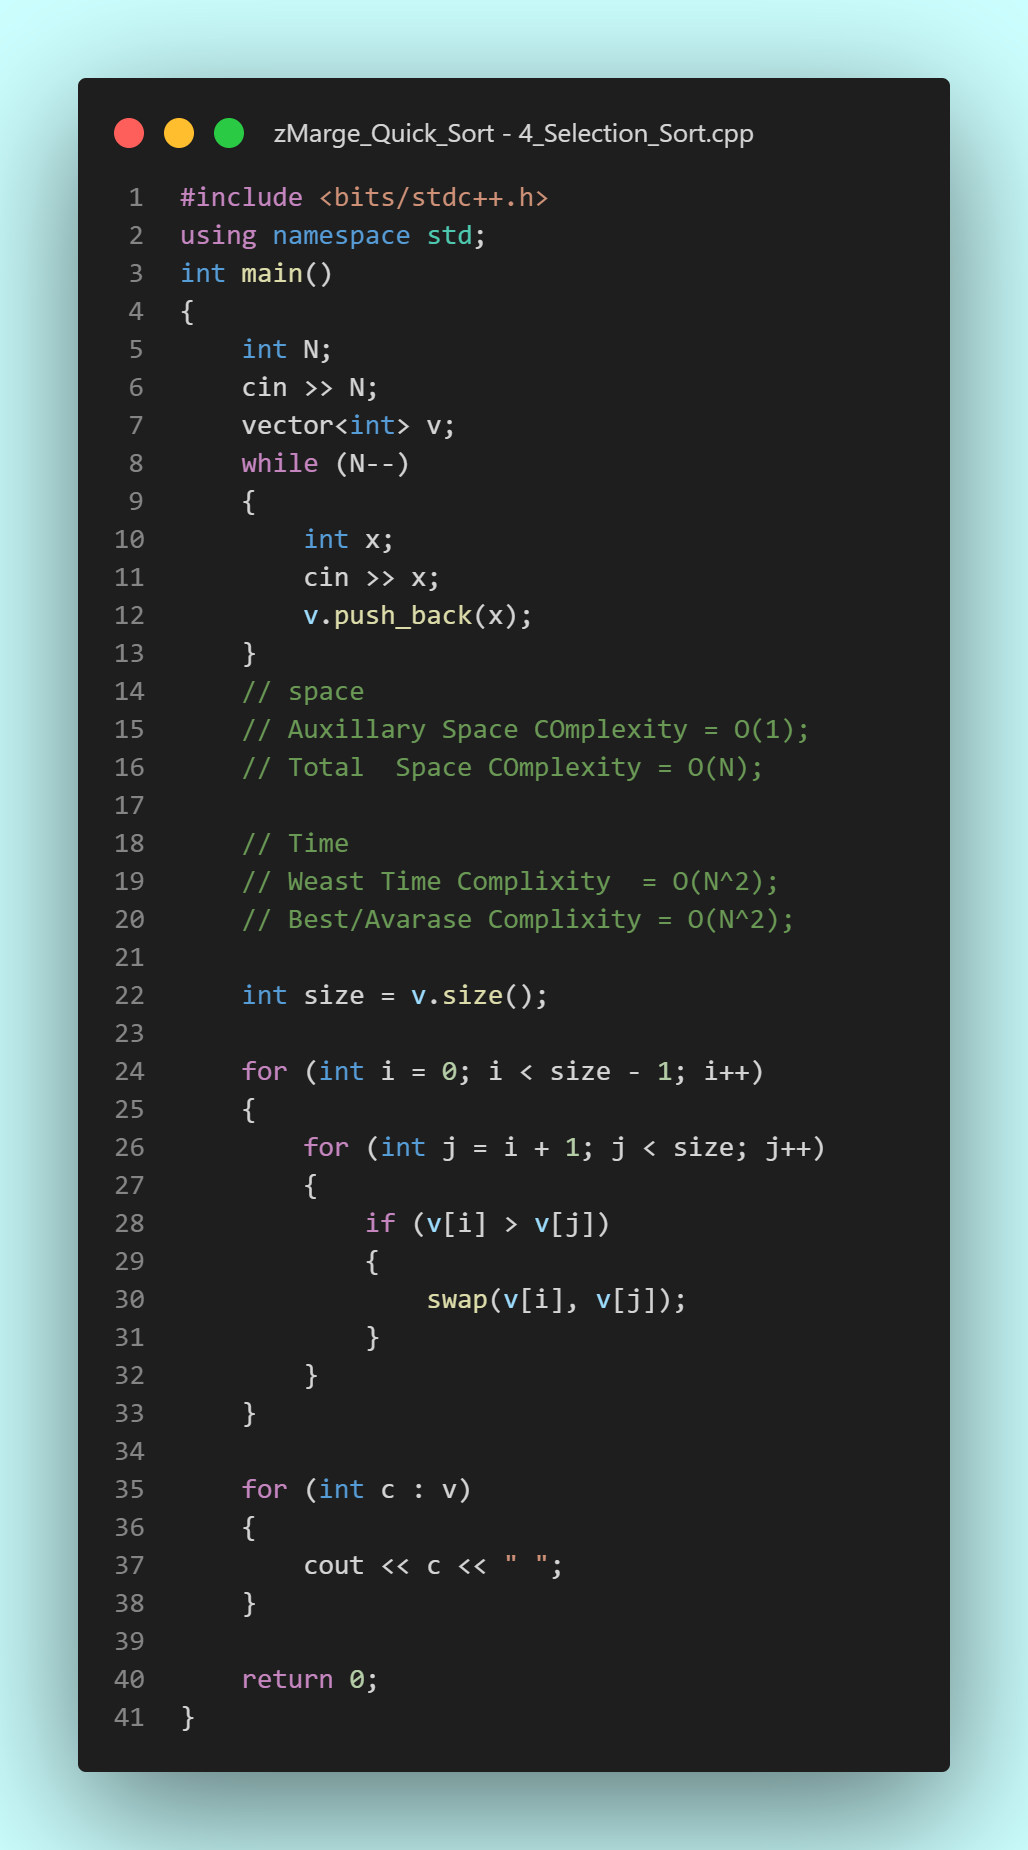 zMarge_Quick_Sort - 4_Selection_Sort.cpp
1 #include <bits/stdc++.h>
2 using namespace std;
3 int main()
4 {
5     int N;
6     cin >> N;
7     vector<int> v;
8     while (N--)
9     {
10         int x;
11         cin >> x;
12         v.push_back(x);
13     }
14     // space
15     // Auxillary Space COmplexity = O(1);
16     // Total  Space COmplexity = O(N);
17
18     // Time
19     // Weast Time Complixity  = O(N^2);
20     // Best/Avarase Complixity = O(N^2);
21
22     int size = v.size();
23
24     for (int i = 0; i < size - 1; i++)
25     {
26         for (int j = i + 1; j < size; j++)
27         {
28             if (v[i] > v[j])
29             {
30                 swap(v[i], v[j]);
31             }
32         }
33     }
34
35     for (int c : v)
36     {
37         cout << c << " ";
38     }
39
40     return 0;
41 }